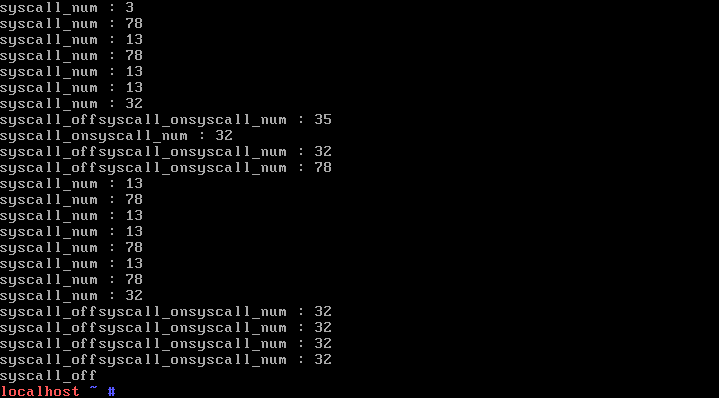 syscall_num : 3
syscall_num : 78
syscall_num : 13
syscall_num : 78
syscall_num : 13
syscall_num : 13
syscall_num : 32
syscall_offsyscall_onsyscall_num : 35
syscall_onsyscall_num : 32
syscall_offsyscall_onsyscall_num : 32
syscall_offsyscall_onsyscall_num : 78
syscall_num : 13
syscall_num : 78
syscall_num : 13
syscall_num : 13
syscall_num : 78
syscall_num : 13
syscall_num : 78
syscall_num : 32
syscall_offsyscall_onsyscall_num : 32
syscall_offsyscall_onsyscall_num : 32
syscall_offsyscall_onsyscall_num : 32
syscall_offsyscall_onsyscall_num : 32
syscall_off
localhost ~ #